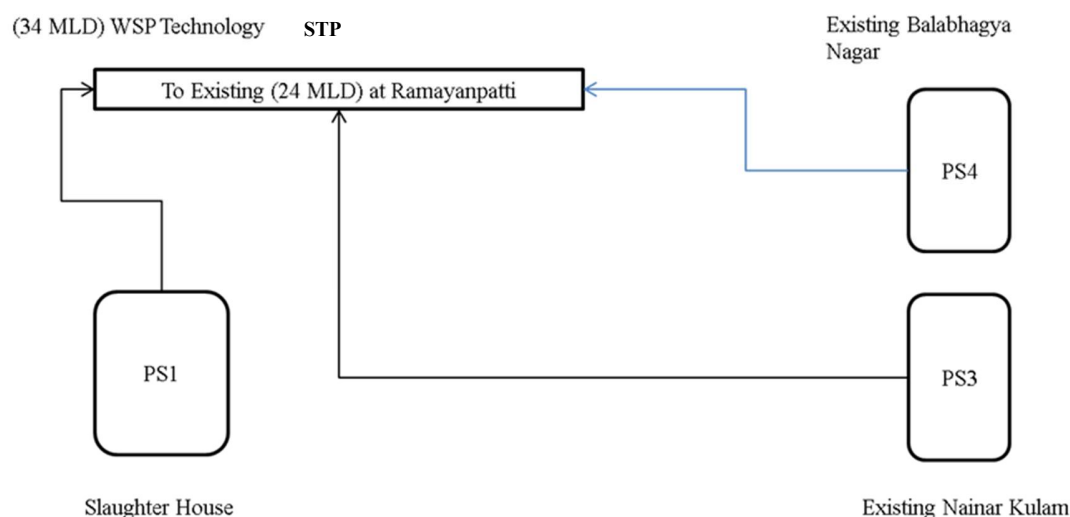 (34 MLD) WSP Technology STP
Existing Balabhagya
Nagar
To Existing (24 MLD) at Ramayanpatti
PS4
PS1
PS3
Slaughter House
Existing Nainar Kulam